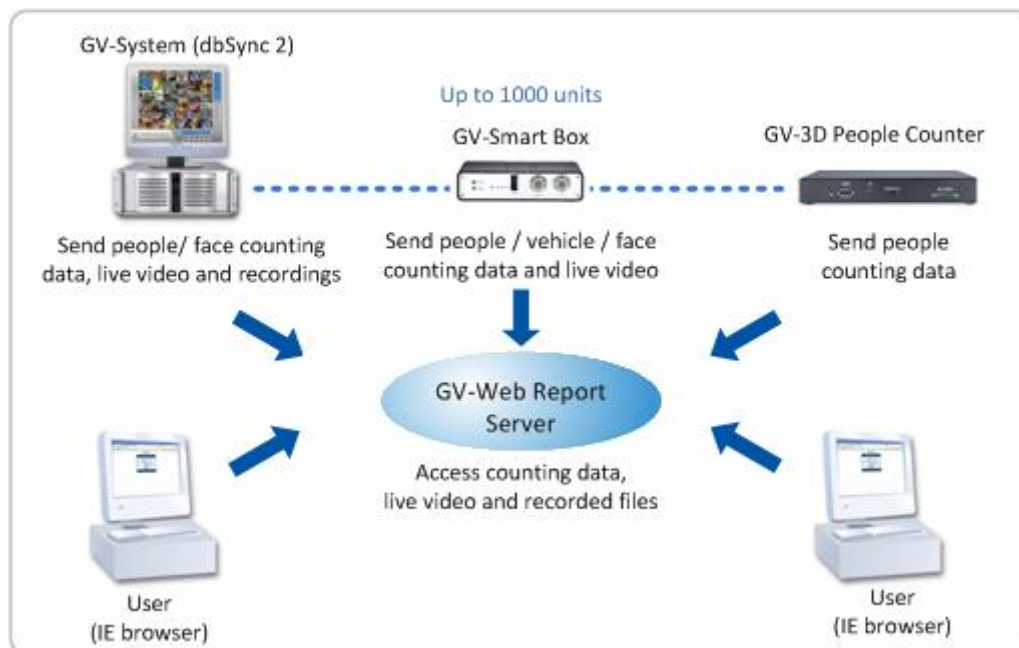 GV-System (dbSync 2)
Up to 1000 units
GV-Smart Box
GV-3D People Counter
Send people/ face counting
data, live video and recordings
Send people / vehicle / face
counting data and live video
Send people
counting data
GV-Web Report
Server
Access counting data,
live video and recorded files
User
(IE browser)
User
(IE browser)